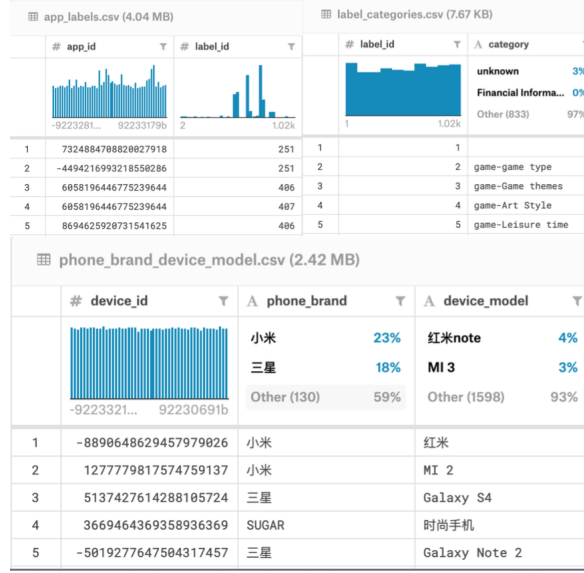 app_labels.csv (4.04 MB)
# app_id
# label_id
-9223281... 92233179b
2 1.02k
1 7324884708820027918 251
2 -4494216993218550286 251
3 6058196446775239644 406
4 6058196446775239644 407
5 8694625920731541625 406
label_categories.csv (7.67 KB)
# label_id
A category
1 1.02k
unknown 3%
Financial Informa... 0%
Other (833) 97%
1 1
2 2 game-game type
3 3 game-Game themes
4 4 game-Art Style
5 5 game-Leisure time
phone_brand_device_model.csv (2.42 MB)
# device_id
A phone_brand
A device_model
-9223321... 92230691b
小米 23%
三星 18%
Other (130) 59%
红米note 4%
MI 3 3%
Other (1598) 93%
1 -8890648629457979026 小米 红米
2 1277779817574759137 小米 MI 2
3 5137427614288105724 三星 Galaxy S4
4 3669464369358936369 SUGAR 时尚手机
5 -5019277647504317457 三星 Galaxy Note 2